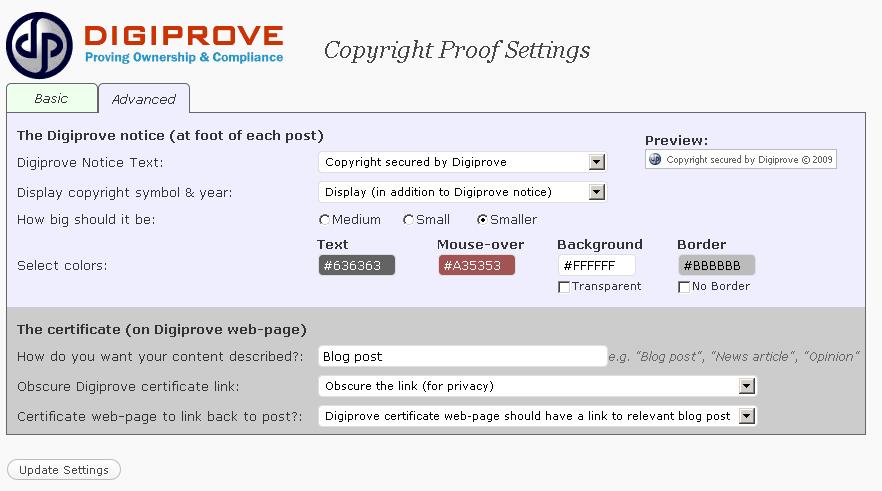 DIGIPROVE
Proving Ownership & Compliance
Copyright Proof Settings
Basic
Advanced
The Digiprove notice (at foot of each post)
Preview:
Digiprove Notice Text:
Copyright secured by Digiprove
Copyright secured by Digiprove © 2009
Display copyright symbol & year:
Display (in addition to Digiprove notice)
How big should it be:
Medium
Small
Smaller
Text
Mouse-over
Background
Border
Select colors:
#636363
#A35353
#FFFFFF
#BBBBBB
Transparent
No Border
The certificate (on Digiprove web-page)
How do you want your content described?:
Blog post
e.g. "Blog post", "News article", "Opinion"
Obscure Digiprove certificate link:
Obscure the link (for privacy)
Certificate web-page to link back to post?:
Digiprove certificate web-page should have a link to relevant blog post
Update Settings